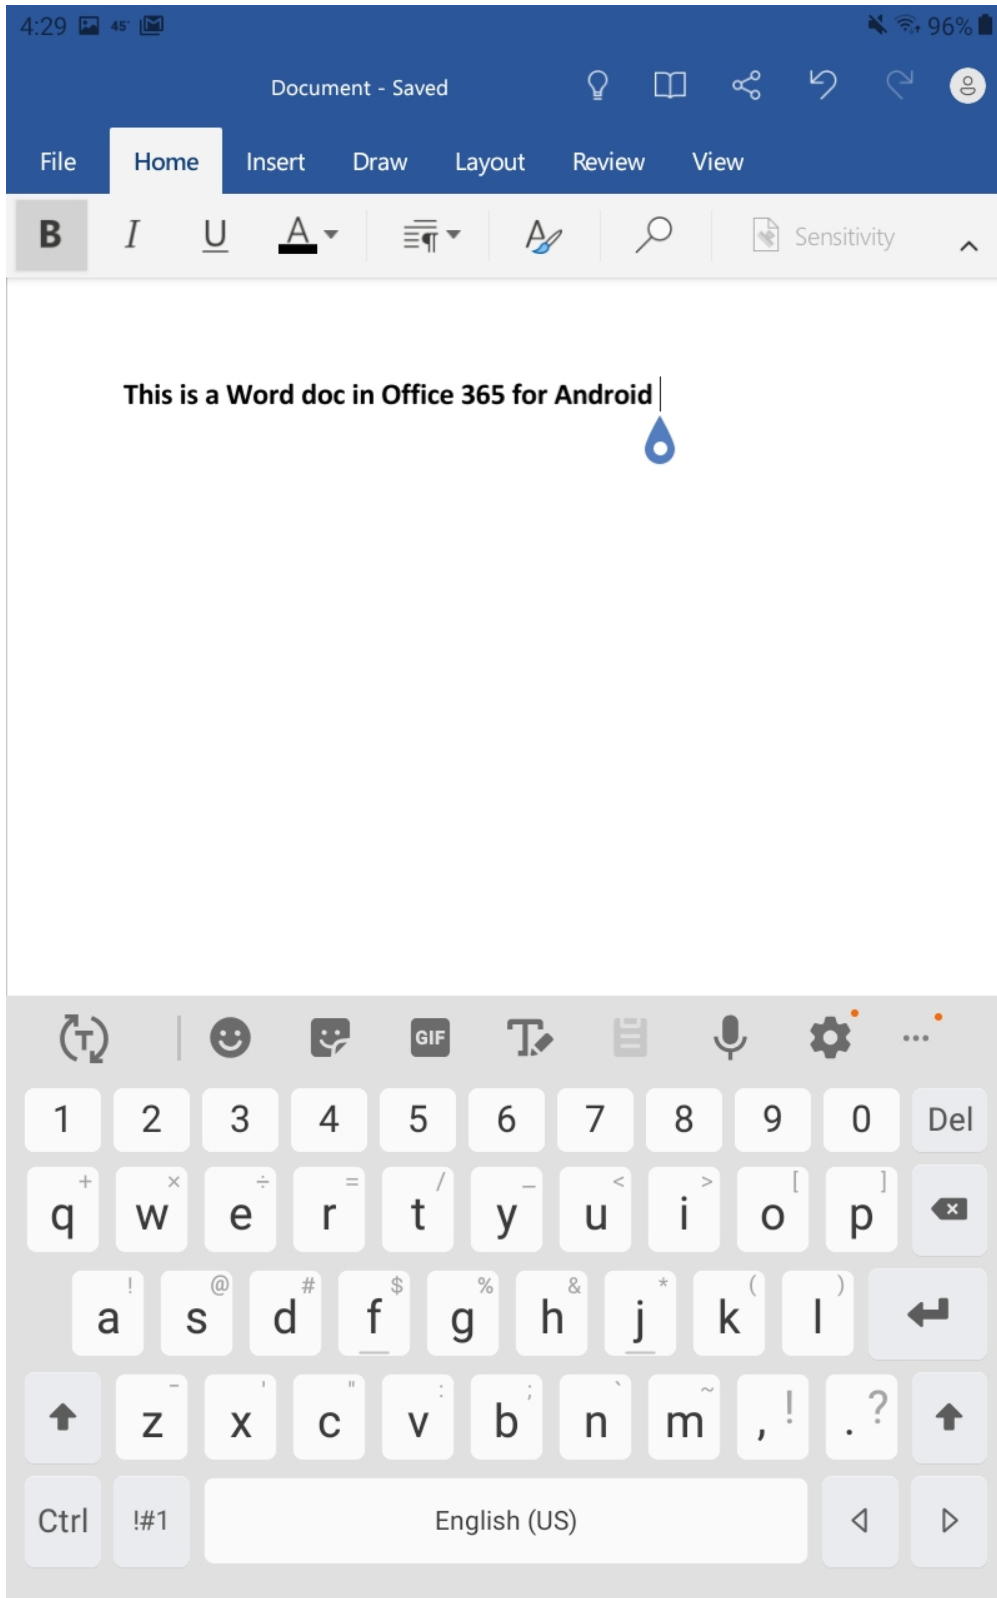 4:29 45° 96%
Document - Saved
File Home Insert Draw Layout Review View
B I U A A Sensitivity
This is a Word doc in Office 365 for Android
T GIF T
1 2 3 4 5 6 7 8 9 0 Del
+ × ÷ = / _ < > [ ]
q w e r t y u i o p
! @ # $ % & * ( )
a s d f g h j k l
- ' " : ; ` ~ ! ?
z x c v b n m , .
Ctrl !#1 English (US)